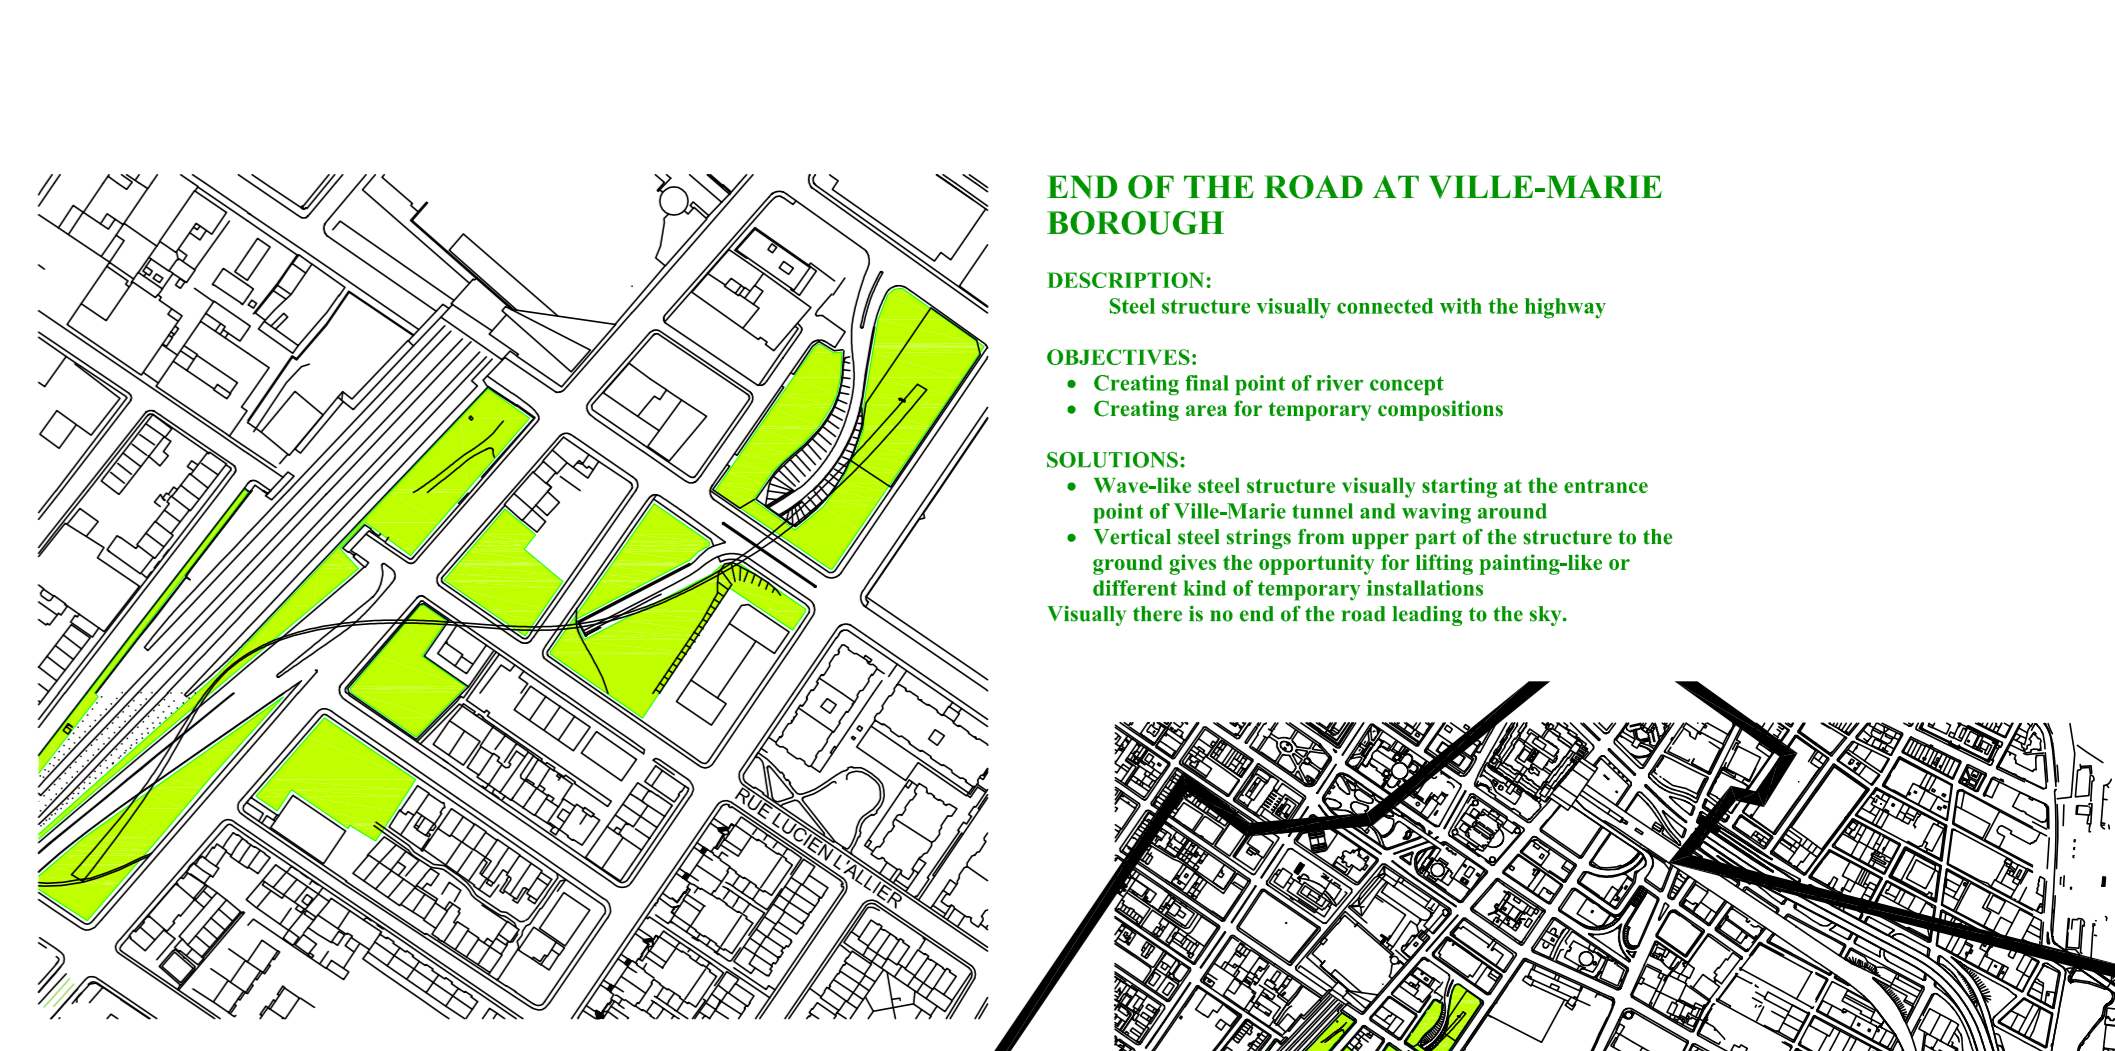 END OF THE ROAD AT VILLE-MARIE
BOROUGH
DESCRIPTION:
Steel structure visually connected with the highway
OBJECTIVES:
• Creating final point of river concept
• Creating area for temporary compositions
SOLUTIONS:
• Wave-like steel structure visually starting at the entrance
point of Ville-Marie tunnel and waving around
• Vertical steel strings from upper part of the structure to the
ground gives the opportunity for lifting painting-like or
different kind of temporary installations
Visually there is no end of the road leading to the sky.
RUE LUCIEN L'ALLIER